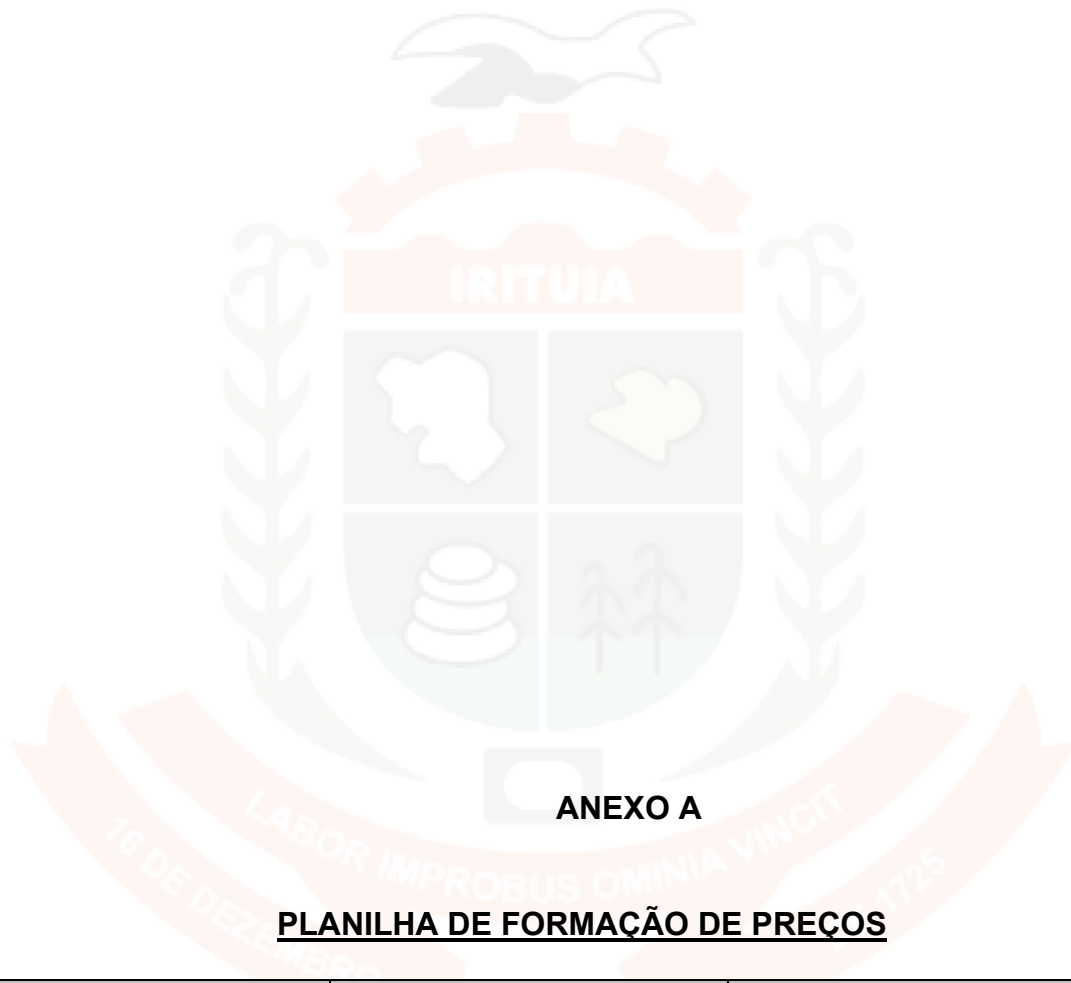 IRITUIA
ANEXO A
LABOR IMPROBUS OMINIA VINCIT
16 DE DEZEMBRO
1725
PLANILHA DE FORMAÇÃO DE PREÇOS